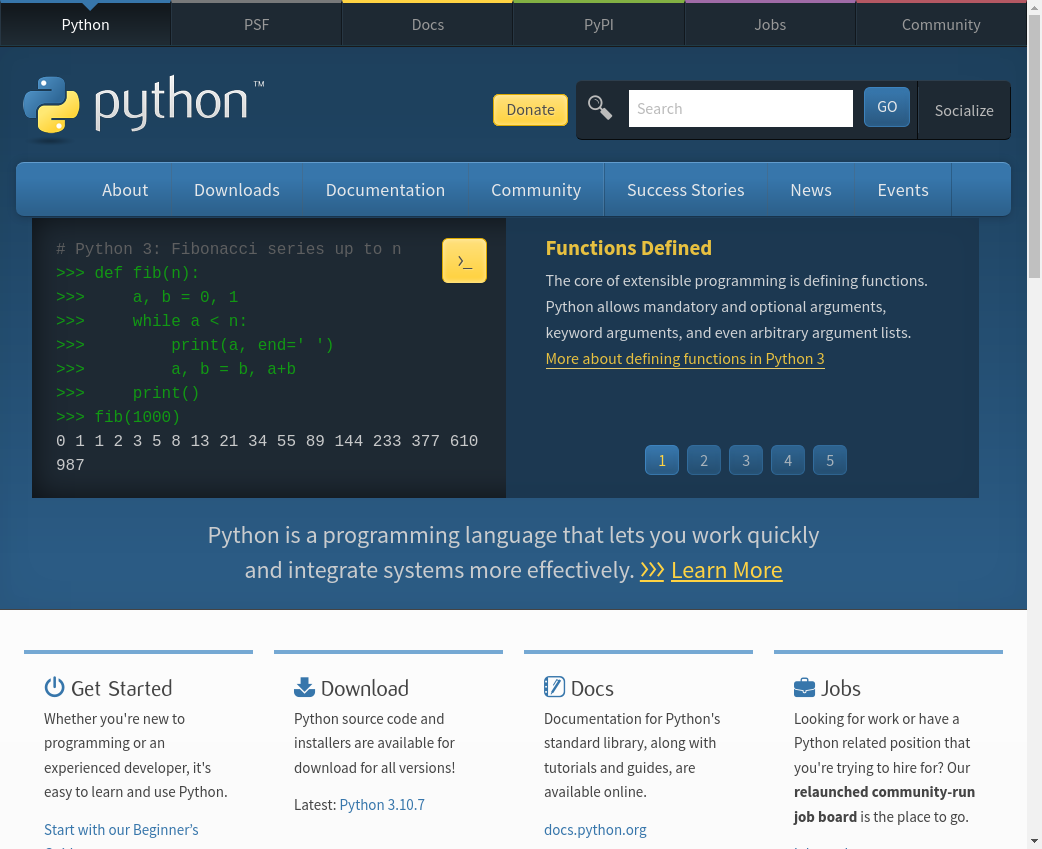 Python PSF Docs PyPI Jobs Community
python™
Donate Search GO Socialize
About Downloads Documentation Community Success Stories News Events
# Python 3: Fibonacci series up to n
>>> def fib(n):
>>>     a, b = 0, 1
>>>     while a < n:
>>>         print(a, end=' ')
>>>         a, b = b, a+b
>>>     print()
>>> fib(1000)
0 1 1 2 3 5 8 13 21 34 55 89 144 233 377 610
987
›_
Functions Defined
The core of extensible programming is defining functions.
Python allows mandatory and optional arguments,
keyword arguments, and even arbitrary argument lists.
More about defining functions in Python 3
1 2 3 4 5
Python is a programming language that lets you work quickly
and integrate systems more effectively. >>> Learn More
Get Started
Whether you're new to
programming or an
experienced developer, it's
easy to learn and use Python.
Start with our Beginner’s
Download
Python source code and
installers are available for
download for all versions!
Latest: Python 3.10.7
Docs
Documentation for Python's
standard library, along with
tutorials and guides, are
available online.
docs.python.org
Jobs
Looking for work or have a
Python related position that
you're trying to hire for? Our
relaunched community-run
job board is the place to go.